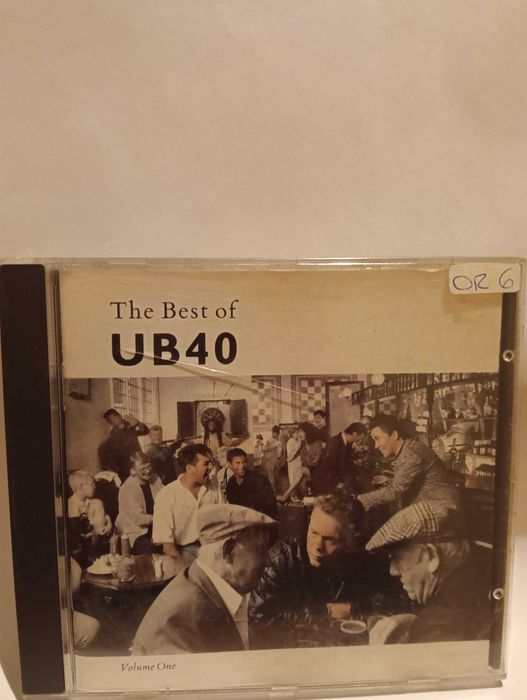 OR 6
The Best of
UB40
Volume One